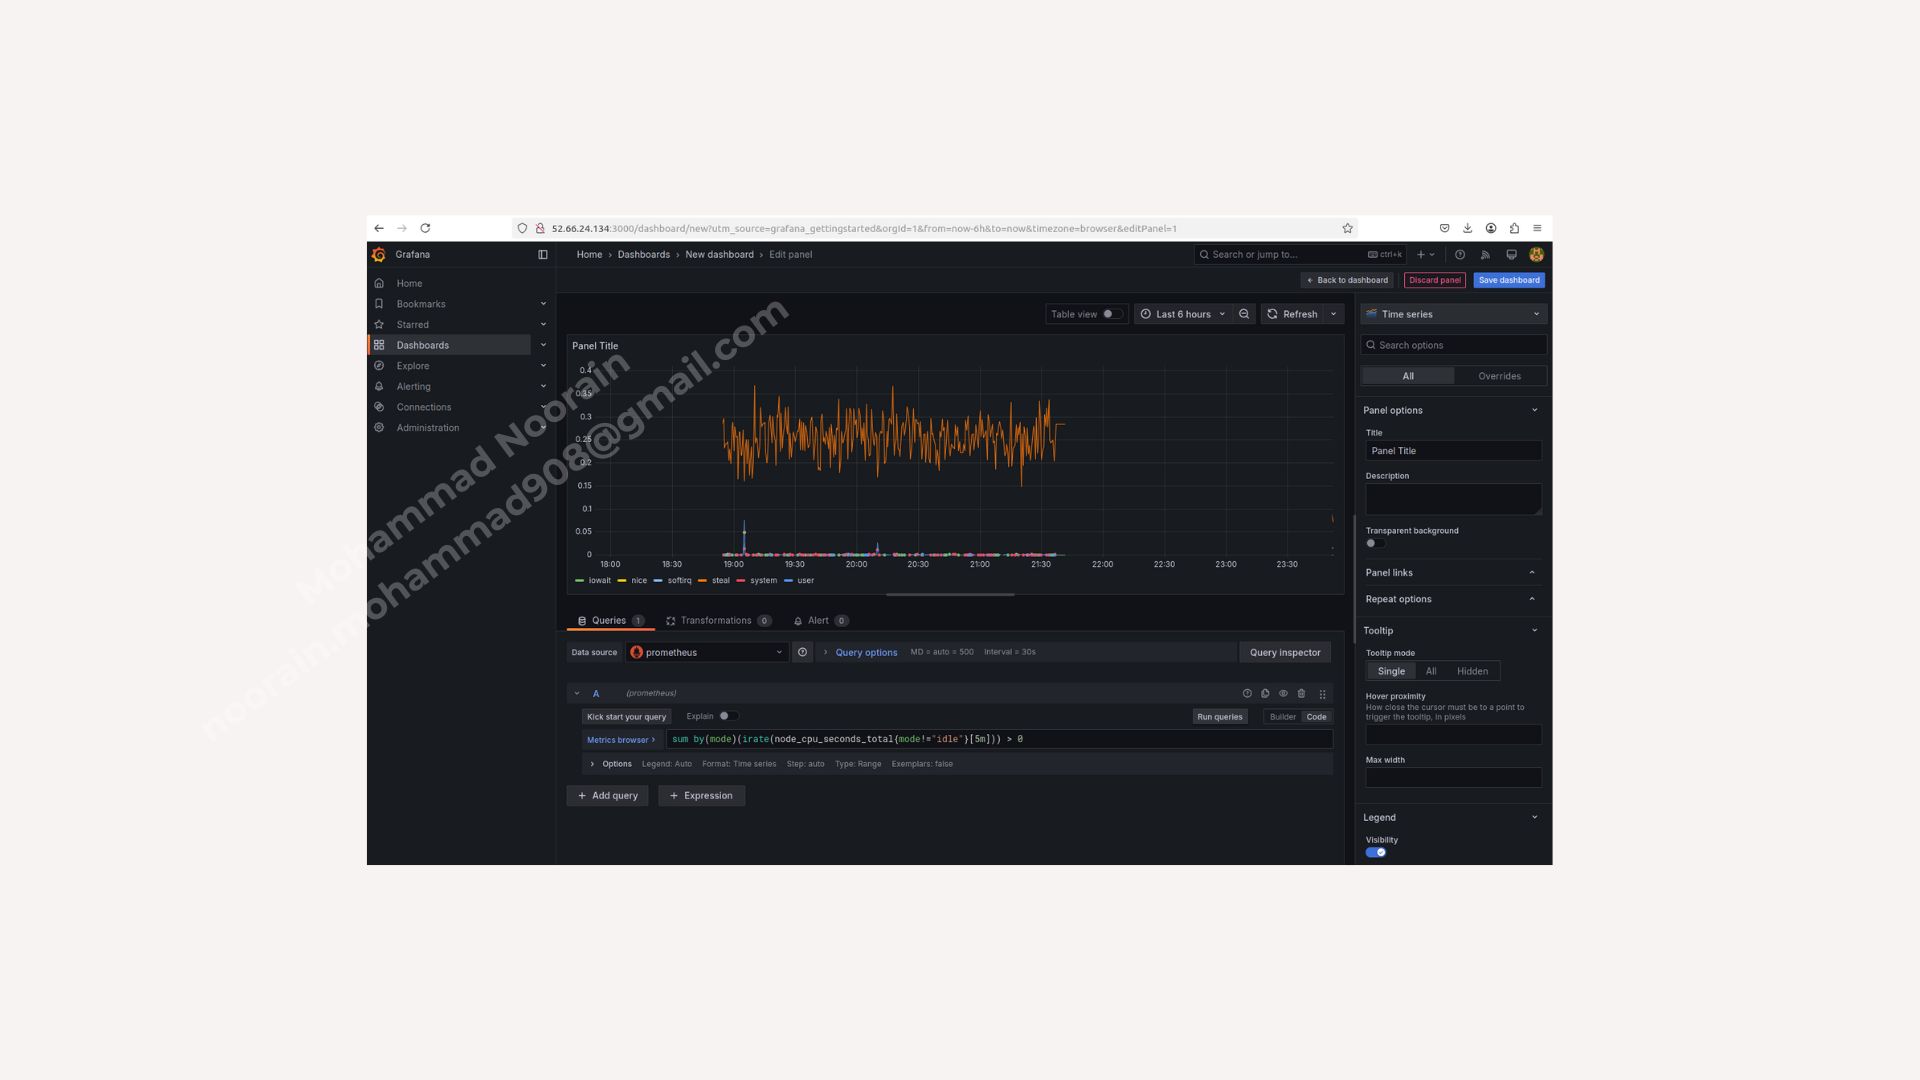 52.66.24.134:3000/dashboard/new?utm_source=grafana_gettingstarted&orgId=1&from=now-6h&to=now&timezone=browser&editPanel=1
Grafana
Home › Dashboards › New dashboard › Edit panel
Search or jump to...
ctrl+k
Back to dashboard
Discard panel
Save dashboard
Home
Bookmarks
Starred
Dashboards
Explore
Alerting
Connections
Administration
Table view
Last 6 hours
Refresh
Panel Title
0.4
0.35
0.3
0.25
0.2
0.15
0.1
0.05
0
18:00 18:30 19:00 19:30 20:00 20:30 21:00 21:30 22:00 22:30 23:00 23:30
iowait nice softirq steal system user
Queries 1 Transformations 0 Alert 0
Data source prometheus Query options MD = auto = 500 Interval = 30s Query inspector
A (prometheus)
Kick start your query Explain Run queries Builder Code
Metrics browser › sum by(mode)(irate(node_cpu_seconds_total{mode!="idle"}[5m])) > 0
Options Legend: Auto Format: Time series Step: auto Type: Range Exemplars: false
+ Add query + Expression
Time series
Search options
All Overrides
Panel options
Title
Panel Title
Description
Transparent background
Panel links
Repeat options
Tooltip
Tooltip mode
Single All Hidden
Hover proximity
How close the cursor must be to a point to
trigger the tooltip, in pixels
Max width
Legend
Visibility
Mohammad Noorain
noorain.mohammad908@gmail.com